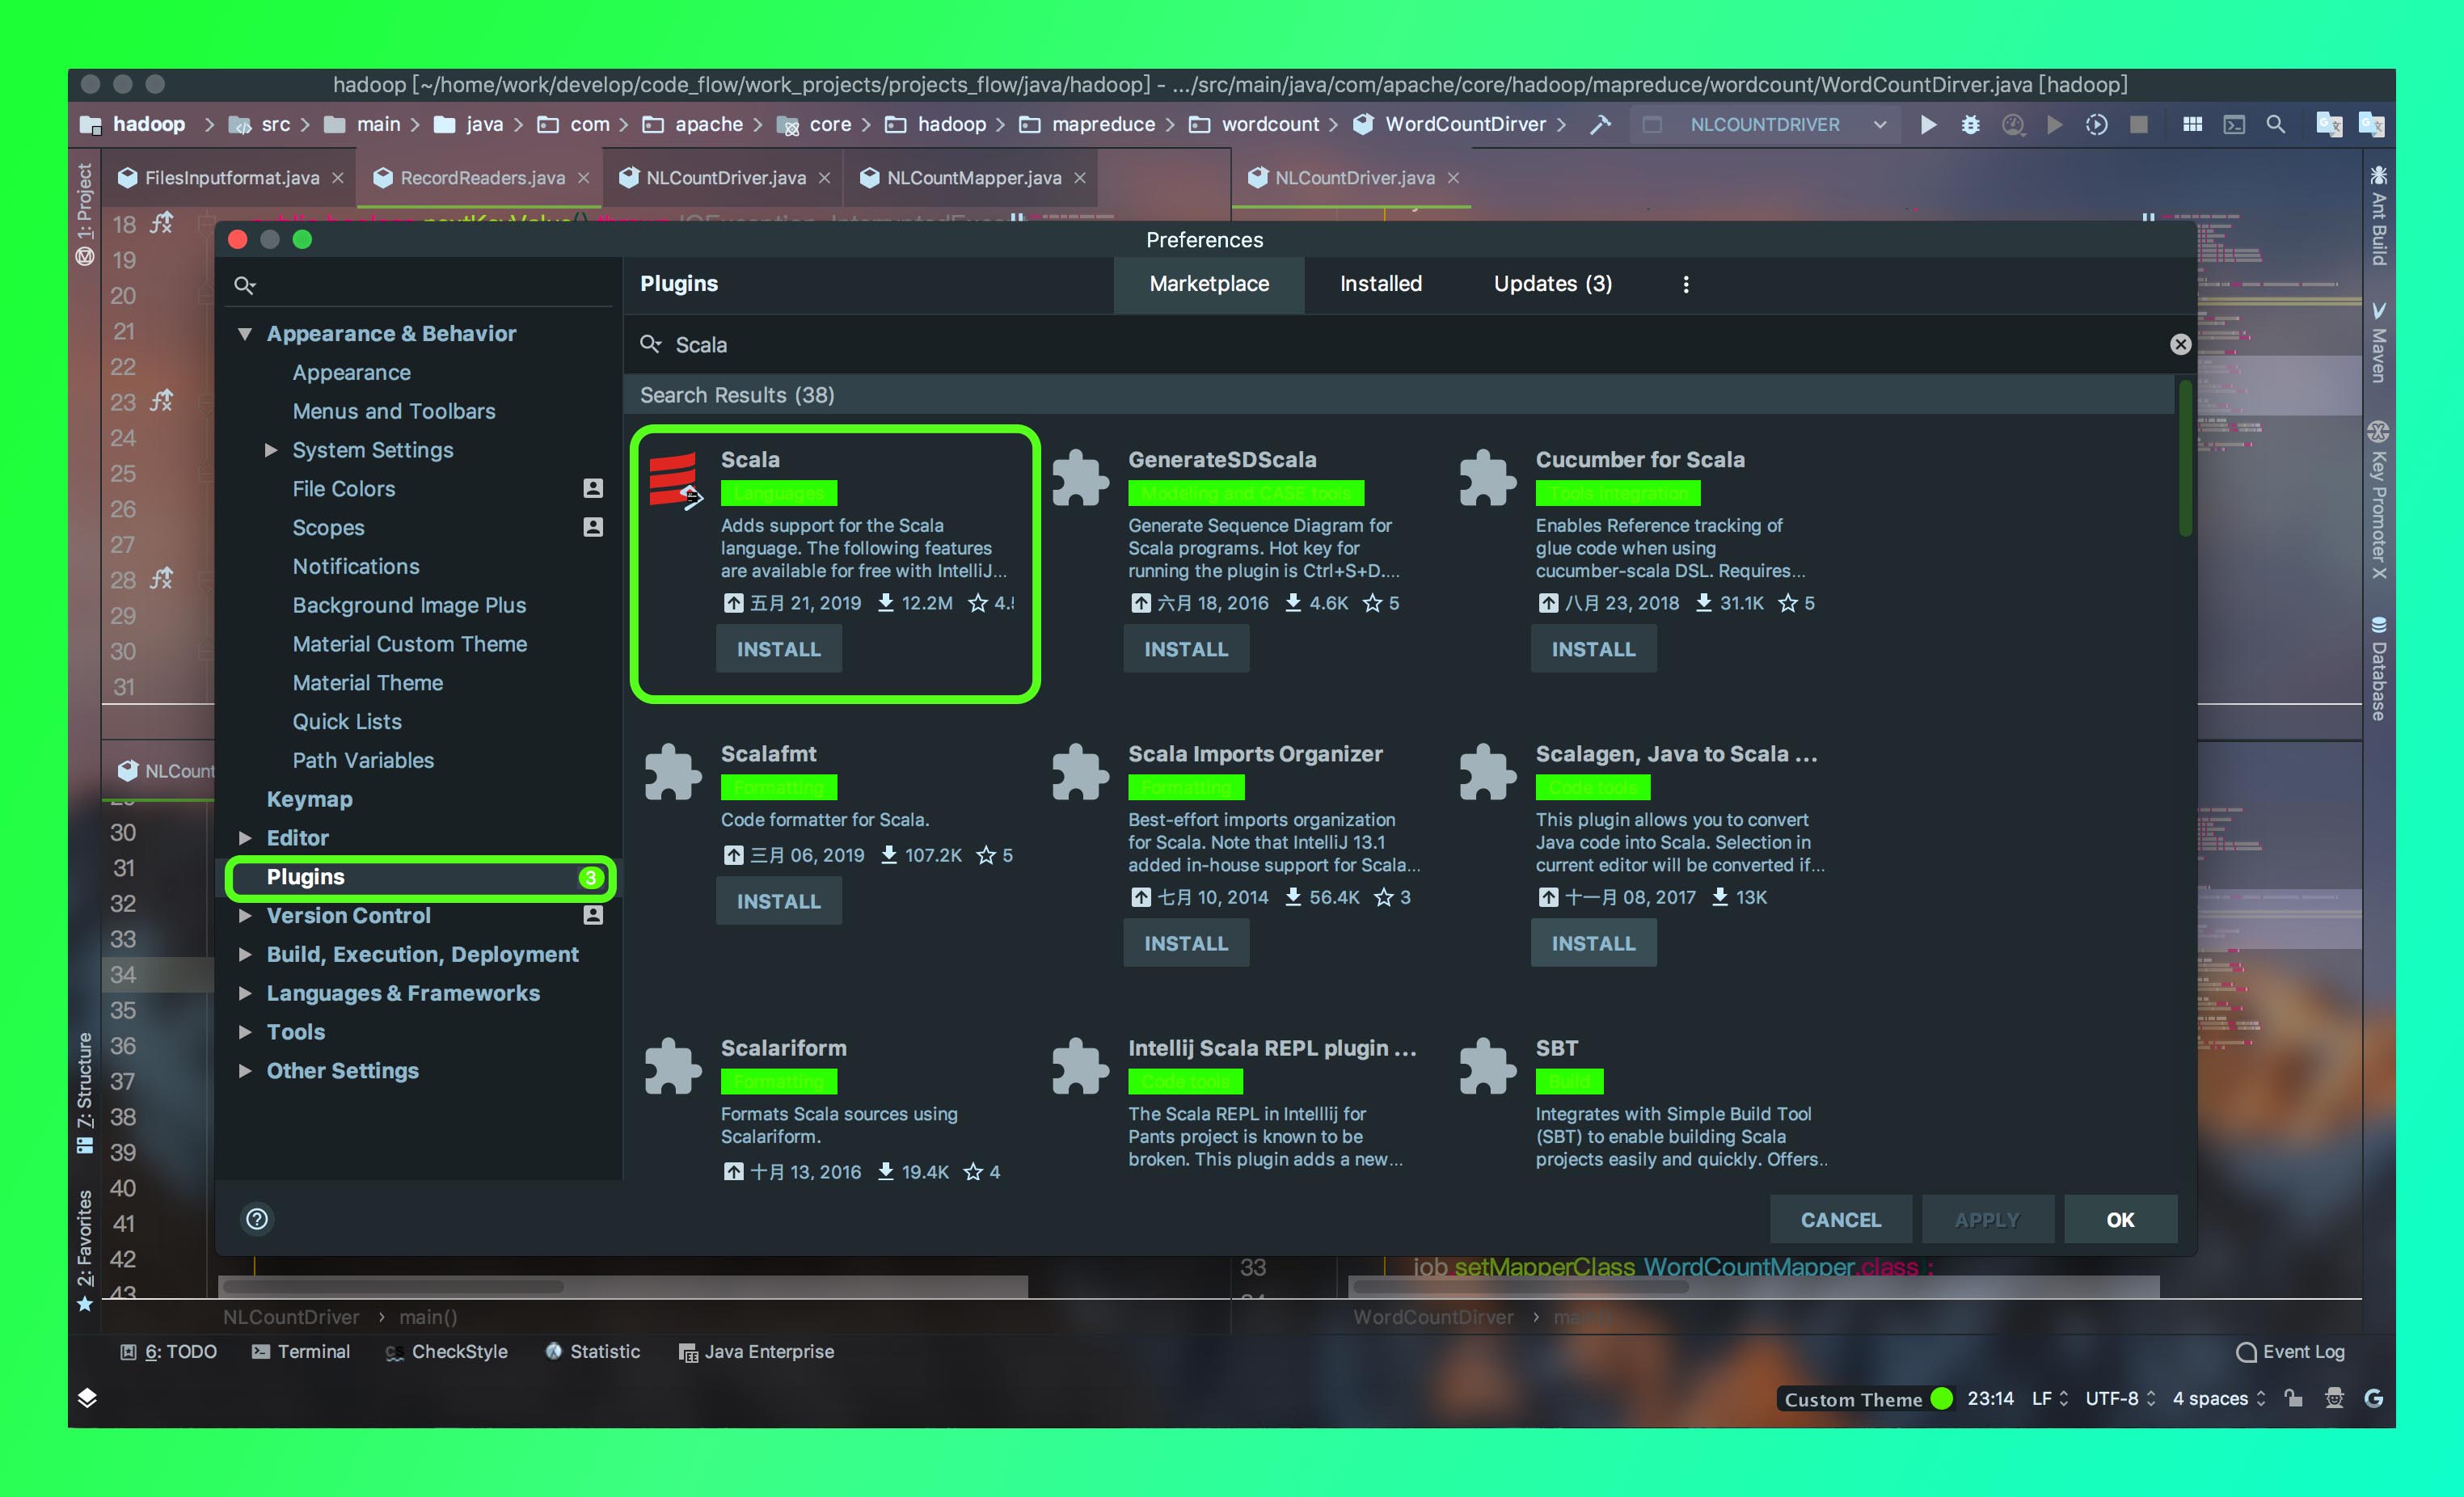 hadoop [~/home/work/develop/code_flow/work_projects/projects_flow/java/hadoop] - .../src/main/java/com/apache/core/hadoop/mapreduce/wordcount/WordCountDirver.java [hadoop]
hadoop src main java com apache core hadoop mapreduce wordcount WordCountDirver NLCOUNTDRIVER
1: Project
FilesInputformat.java RecordReaders.java NLCountDriver.java NLCountMapper.java NLCountDriver.java
18
19
20
21
22
23
24
25
26
27
28
29
30
31
Preferences
Appearance & Behavior
Appearance
Menus and Toolbars
System Settings
File Colors
Scopes
Notifications
Background Image Plus
Material Custom Theme
Material Theme
Quick Lists
Path Variables
Keymap
Editor
Plugins 3
Version Control
Build, Execution, Deployment
Languages & Frameworks
Tools
Other Settings
Plugins Marketplace Installed Updates (3)
Scala
Search Results (38)
Scala
Languages
Adds support for the Scala
language. The following features
are available for free with IntelliJ...
五月 21, 2019 12.2M
INSTALL
GenerateSDScala
Modeling and CASE tools
Generate Sequence Diagram for
Scala programs. Hot key for
running the plugin is Ctrl+S+D....
六月 18, 2016 4.6K 5
INSTALL
Cucumber for Scala
Tools integration
Enables Reference tracking of
glue code when using
cucumber-scala DSL. Requires...
八月 23, 2018 31.1K 5
INSTALL
Scalafmt
Formatting
Code formatter for Scala.
三月 06, 2019 107.2K 5
INSTALL
Scala Imports Organizer
Formatting
Best-effort imports organization
for Scala. Note that IntelliJ 13.1
added in-house support for Scala...
七月 10, 2014 56.4K 3
INSTALL
Scalagen, Java to Scala ...
Code tools
This plugin allows you to convert
Java code into Scala. Selection in
current editor will be converted if...
十一月 08, 2017 13K
INSTALL
Scalariform
Formatting
Formats Scala sources using
Scalariform.
十月 13, 2016 19.4K 4
Intellij Scala REPL plugin ...
Code tools
The Scala REPL in Intelllij for
Pants project is known to be
broken. This plugin adds a new...
SBT
Build
Integrates with Simple Build Tool
(SBT) to enable building Scala
projects easily and quickly. Offers..
CANCEL APPLY OK
Ant Build
Maven
Key Promoter X
Database
NLCount
30
31
32
33
34
35
36
37
38
39
40
41
42
43
7: Structure
2: Favorites
33 job setMapperClass WordCountMapper.class ;
NLCountDriver > main()
WordCountDirver >
6: TODO Terminal CheckStyle Statistic Java Enterprise Event Log
Custom Theme 23:14 LF UTF-8 4 spaces